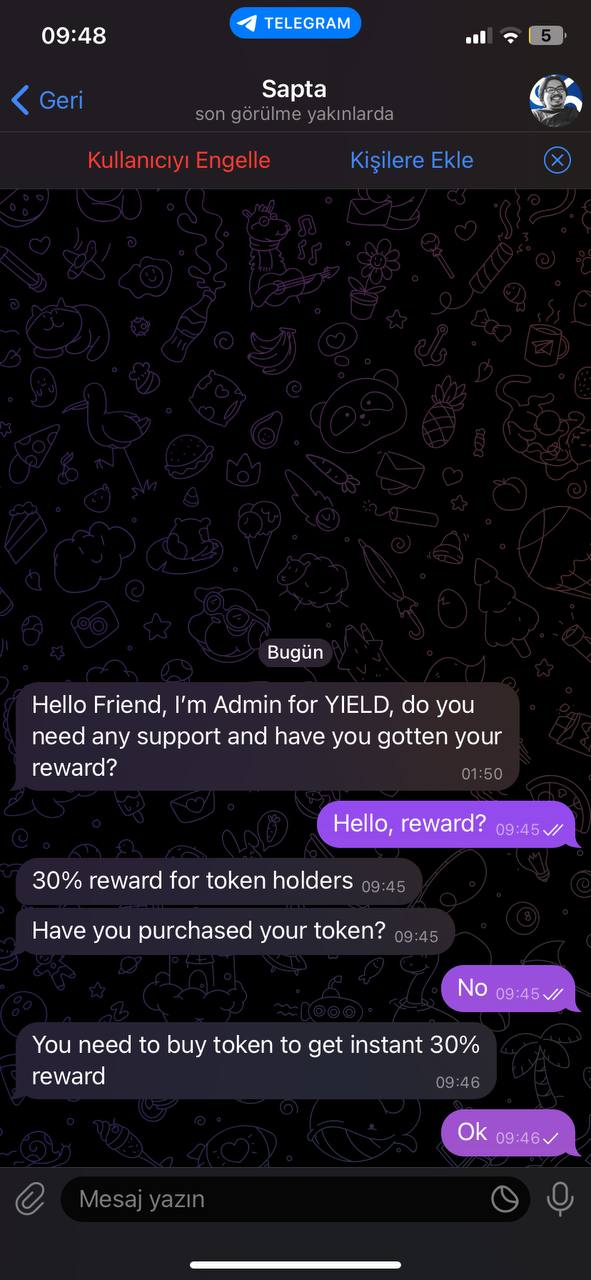 09:48
TELEGRAM
5
Geri
Sapta
son görülme yakınlarda
Kullanıcıyı Engelle
Kişilere Ekle
Bugün
Hello Friend, I’m Admin for YIELD, do you
need any support and have you gotten your
reward?
01:50
Hello, reward? 09:45
30% reward for token holders 09:45
Have you purchased your token? 09:45
No 09:45
You need to buy token to get instant 30%
reward
09:46
Ok 09:46
Mesaj yazın